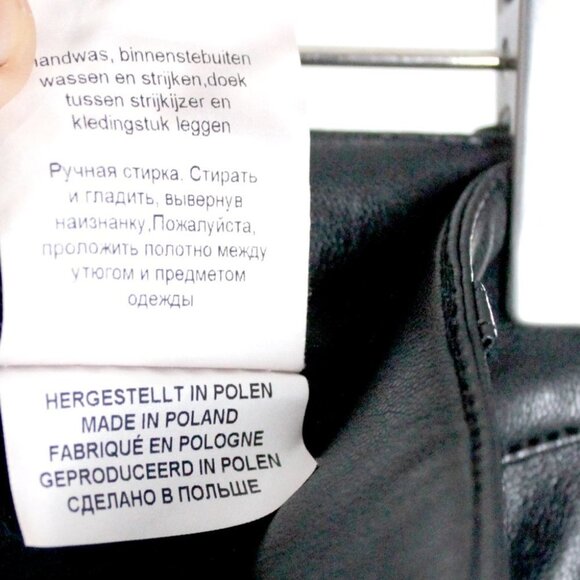 handwas, binnenstebuiten
wassen en strijken,doek
tussen strijkijzer en
kledingstuk leggen
Ручная стирка. Стирать
и гладить, вывернув
наизнанку,Пожалуйста,
проложить полотно между
утюгом и предметом
одежды
HERGESTELLT IN POLEN
MADE IN POLAND
FABRIQUÉ EN POLOGNE
GEPRODUCEERD IN POLEN
СДЕЛАНО В ПОЛЬШЕ